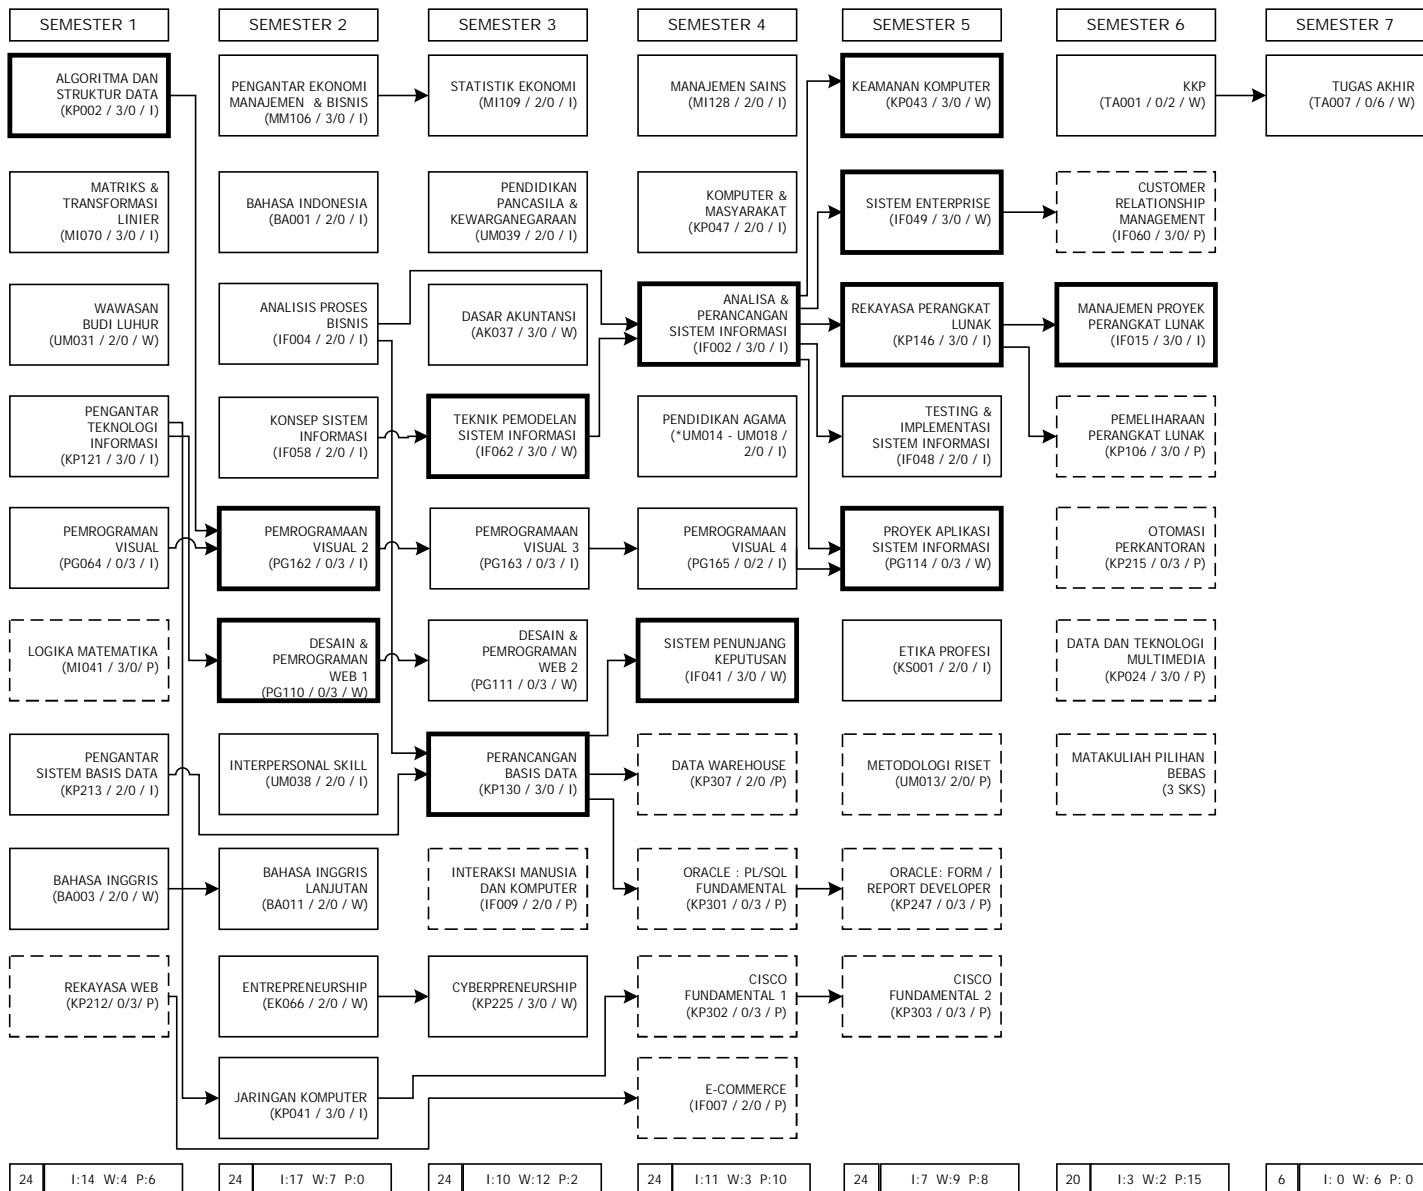 SEMESTER 1
SEMESTER 2
SEMESTER 3
SEMESTER 4
SEMESTER 5
SEMESTER 6
SEMESTER 7
ALGORITMA DAN
STRUKTUR DATA
(KP002 / 3/0 / I)
PENGANTAR EKONOMI
MANAJEMEN & BISNIS
(MM106 / 3/0 / I)
STATISTIK EKONOMI
(MI109 / 2/0 / I)
MANAJEMEN SAINS
(MI128 / 2/0 / I)
KEAMANAN KOMPUTER
(KP043 / 3/0 / W)
KKP
(TA001 / 0/2 / W)
TUGAS AKHIR
(TA007 / 0/6 / W)
MATRIKS &
TRANSFORMASI
LINIER
(MI070 / 3/0 / I)
BAHASA INDONESIA
(BA001 / 2/0 / I)
PENDIDIKAN
PANCASILA &
KEWARGANEGARAAN
(UM039 / 2/0 / I)
KOMPUTER &
MASYARAKAT
(KP047 / 2/0 / I)
SISTEM ENTERPRISE
(IF049 / 3/0 / W)
CUSTOMER
RELATIONSHIP
MANAGEMENT
(IF060 / 3/0/ P)
WAWASAN
BUDI LUHUR
(UM031 / 2/0 / W)
ANALISIS PROSES
BISNIS
(IF004 / 2/0 / I)
DASAR AKUNTANSI
(AK037 / 3/0 / W)
ANALISA &
PERANCANGAN
SISTEM INFORMASI
(IF002 / 3/0 / I)
REKAYASA PERANGKAT
LUNAK
(KP146 / 3/0 / I)
MANAJEMEN PROYEK
PERANGKAT LUNAK
(IF015 / 3/0 / I)
PENGANTAR
TEKNOLOGI
INFORMASI
(KP121 / 3/0 / I)
KONSEP SISTEM
INFORMASI
(IF058 / 2/0 / I)
TEKNIK PEMODELAN
SISTEM INFORMASI
(IF062 / 3/0 / W)
PENDIDIKAN AGAMA
(*UM014 - UM018 /
2/0 / I)
TESTING &
IMPLEMENTASI
SISTEM INFORMASI
(IF048 / 2/0 / I)
PEMELIHARAAN
PERANGKAT LUNAK
(KP106 / 3/0 / P)
PEMROGRAMAN
VISUAL
(PG064 / 0/3 / I)
PEMROGRAMAAN
VISUAL 2
(PG162 / 0/3 / I)
PEMROGRAMAAN
VISUAL 3
(PG163 / 0/3 / I)
PEMROGRAMAAN
VISUAL 4
(PG165 / 0/2 / I)
PROYEK APLIKASI
SISTEM INFORMASI
(PG114 / 0/3 / W)
OTOMASI
PERKANTORAN
(KP215 / 0/3 / P)
LOGIKA MATEMATIKA
(MI041 / 3/0/ P)
DESAIN &
PEMROGRAMAN
WEB 1
(PG110 / 0/3 / W)
DESAIN &
PEMROGRAMAN
WEB 2
(PG111 / 0/3 / W)
SISTEM PENUNJANG
KEPUTUSAN
(IF041 / 3/0 / W)
ETIKA PROFESI
(KS001 / 2/0 / I)
DATA DAN TEKNOLOGI
MULTIMEDIA
(KP024 / 3/0 / P)
PENGANTAR
SISTEM BASIS DATA
(KP213 / 2/0 / I)
INTERPERSONAL SKILL
(UM038 / 2/0 / I)
PERANCANGAN
BASIS DATA
(KP130 / 3/0 / I)
DATA WAREHOUSE
(KP307 / 2/0 /P)
METODOLOGI RISET
(UM013/ 2/0/ P)
MATAKULIAH PILIHAN
BEBAS
(3 SKS)
BAHASA INGGRIS
(BA003 / 2/0 / W)
BAHASA INGGRIS
LANJUTAN
(BA011 / 2/0 / W)
INTERAKSI MANUSIA
DAN KOMPUTER
(IF009 / 2/0 / P)
ORACLE : PL/SQL
FUNDAMENTAL
(KP301 / 0/3 / P)
ORACLE: FORM /
REPORT DEVELOPER
(KP247 / 0/3 / P)
REKAYASA WEB
(KP212/ 0/3/ P)
ENTREPRENEURSHIP
(EK066 / 2/0 / W)
CYBERPRENEURSHIP
(KP225 / 3/0 / W)
CISCO
FUNDAMENTAL 1
(KP302 / 0/3 / P)
CISCO
FUNDAMENTAL 2
(KP303 / 0/3 / P)
JARINGAN KOMPUTER
(KP041 / 3/0 / I)
E-COMMERCE
(IF007 / 2/0 / P)
24 I:14 W:4 P:6
24 I:17 W:7 P:0
24 I:10 W:12 P:2
24 I:11 W:3 P:10
24 I:7 W:9 P:8
20 I:3 W:2 P:15
6 I: 0 W: 6 P: 0